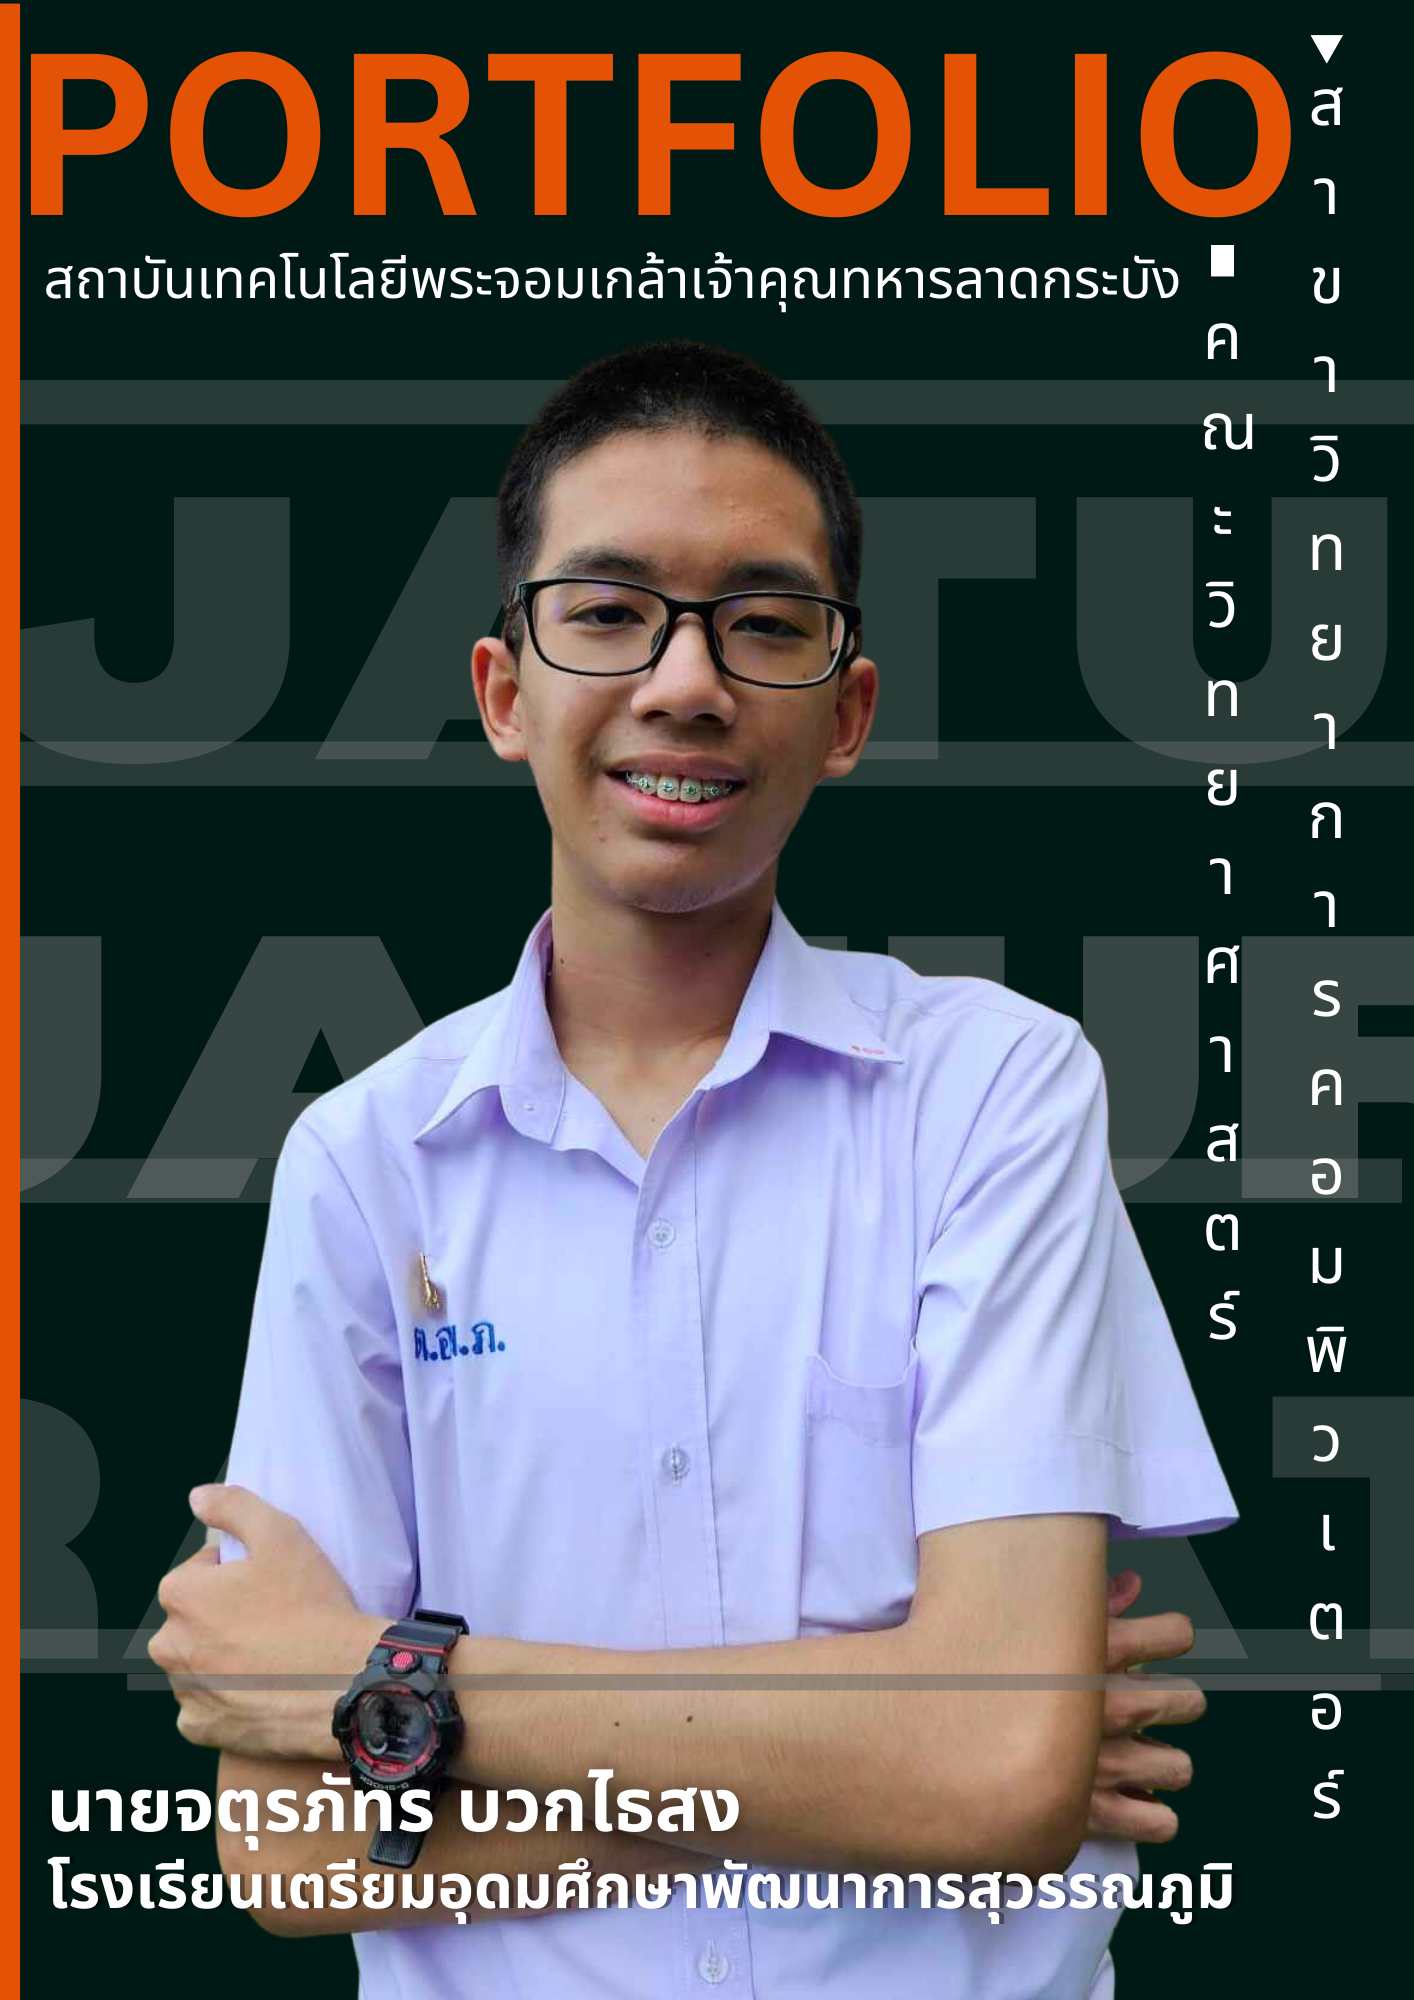 PORTFOLIO
สถาบันเทคโนโลยีพระจอมเกล้าเจ้าคุณทหารลาดกระบัง
คณะวิทยาศาสตร์
สาขาวิทยาการคอมพิวเตอร์
JATU
JATUR
RAT
ต.อ.ภ.
G-SHOCK
นายจตุรภัทร บวกไธสง
โรงเรียนเตรียมอุดมศึกษาพัฒนาการสุวรรณภูมิ